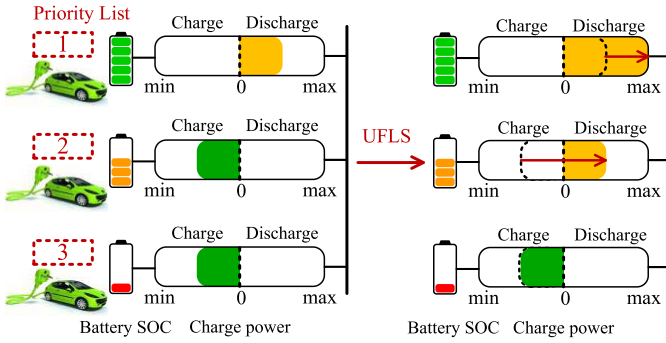 Priority List
Charge Discharge
Charge Discharge
1
min 0 max
min 0 max
Charge Discharge
UFLS
Charge Discharge
2
min 0 max
min 0 max
Charge Discharge
Charge Discharge
3
min 0 max
min 0 max
Battery SOC Charge power
Battery SOC Charge power